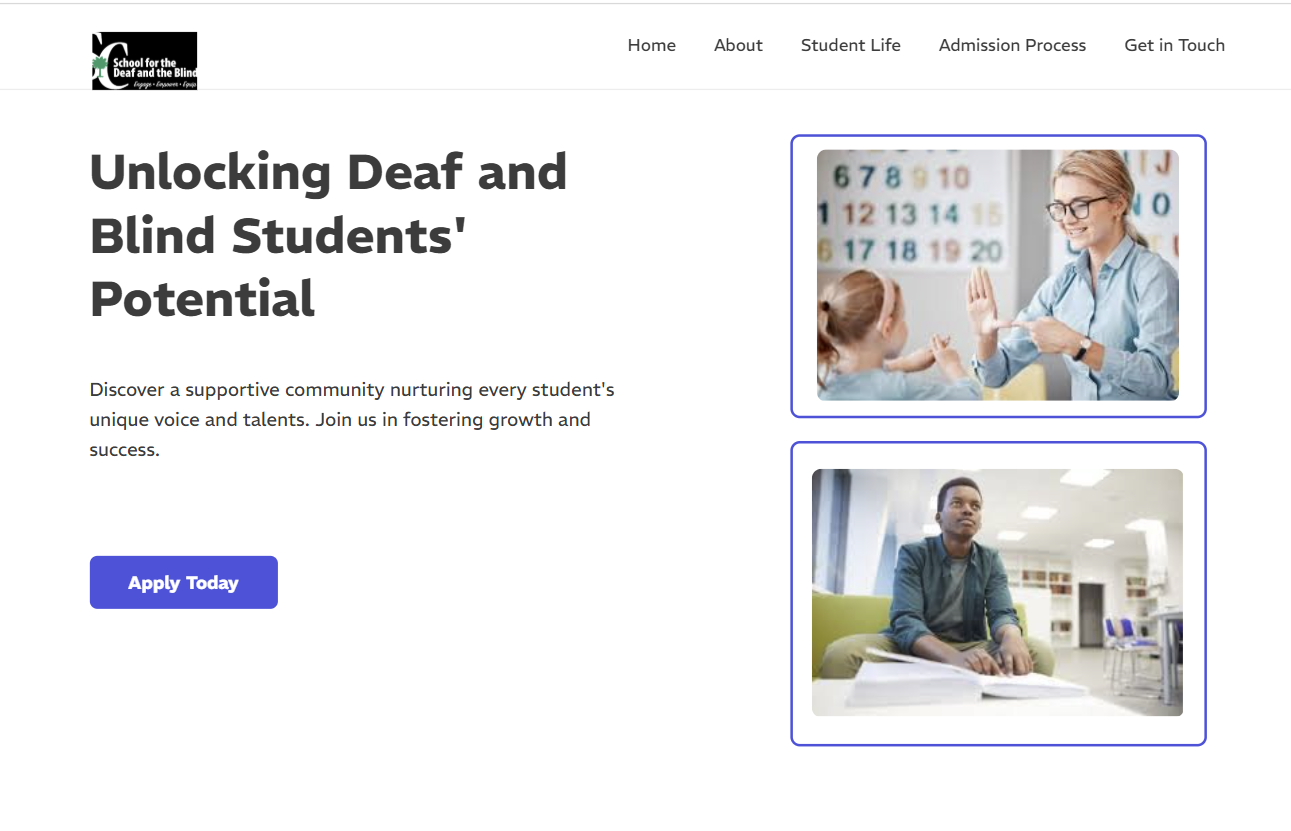 School for the
Deaf and the Blind
Engage • Empower • Equip
Home About Student Life Admission Process Get in Touch
Unlocking Deaf and
Blind Students'
Potential
Discover a supportive community nurturing every student's
unique voice and talents. Join us in fostering growth and
success.
Apply Today
6 7 8 9 10
1 12 13 14 15
6 17 18 19 20